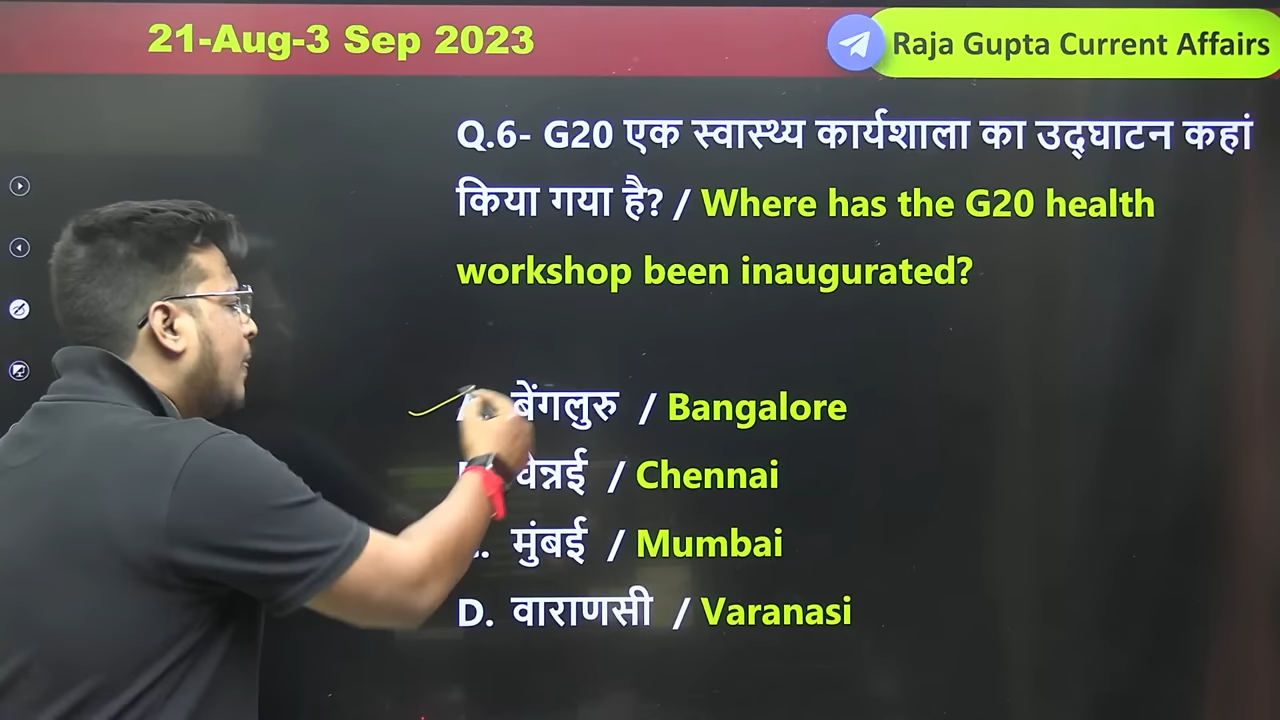 21-Aug-3 Sep 2023
Raja Gupta Current Affairs
Q.6- G20 एक स्वास्थ्य कार्यशाला का उद्घाटन कहां
किया गया है? / Where has the G20 health
workshop been inaugurated?
बेंगलुरु / Bangalore
चेन्नई / Chennai
मुंबई / Mumbai
D. वाराणसी / Varanasi